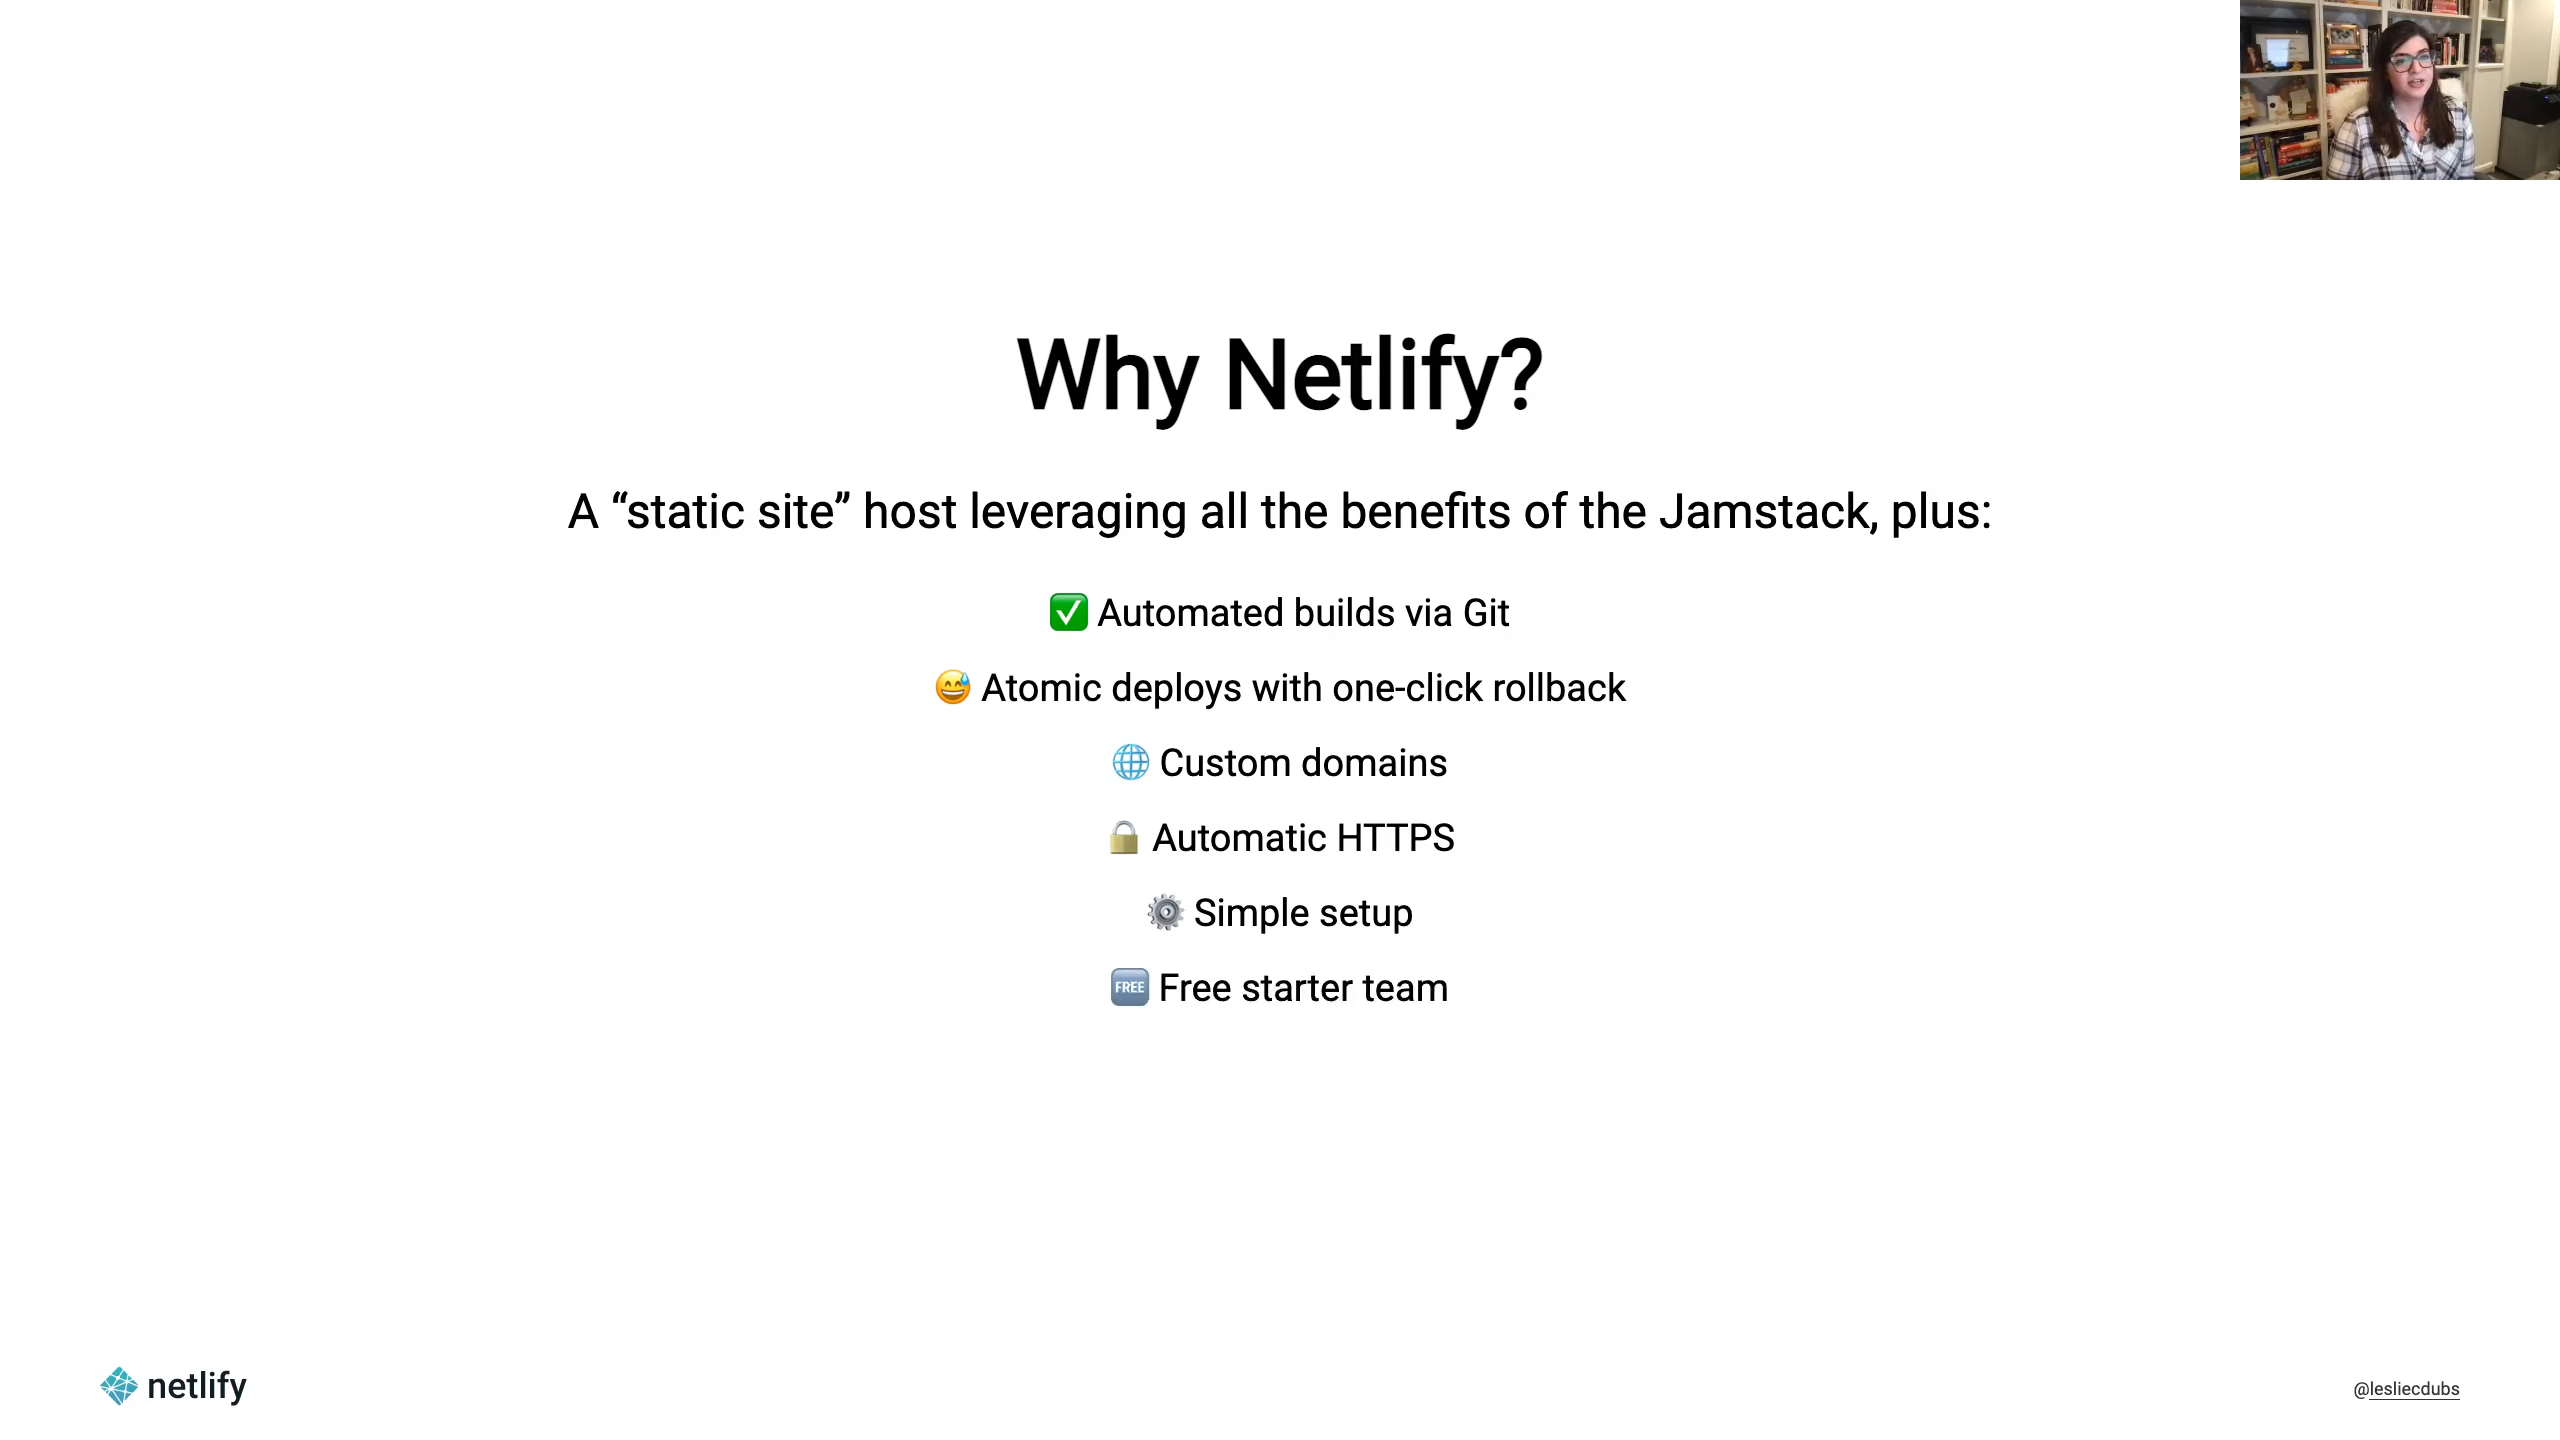 Why Netlify?
A “static site” host leveraging all the benefits of the Jamstack, plus:
✅ Automated builds via Git
😅 Atomic deploys with one-click rollback
🌐 Custom domains
🔒 Automatic HTTPS
⚙️ Simple setup
🆓 Free starter team
netlify
@lesliecdubs